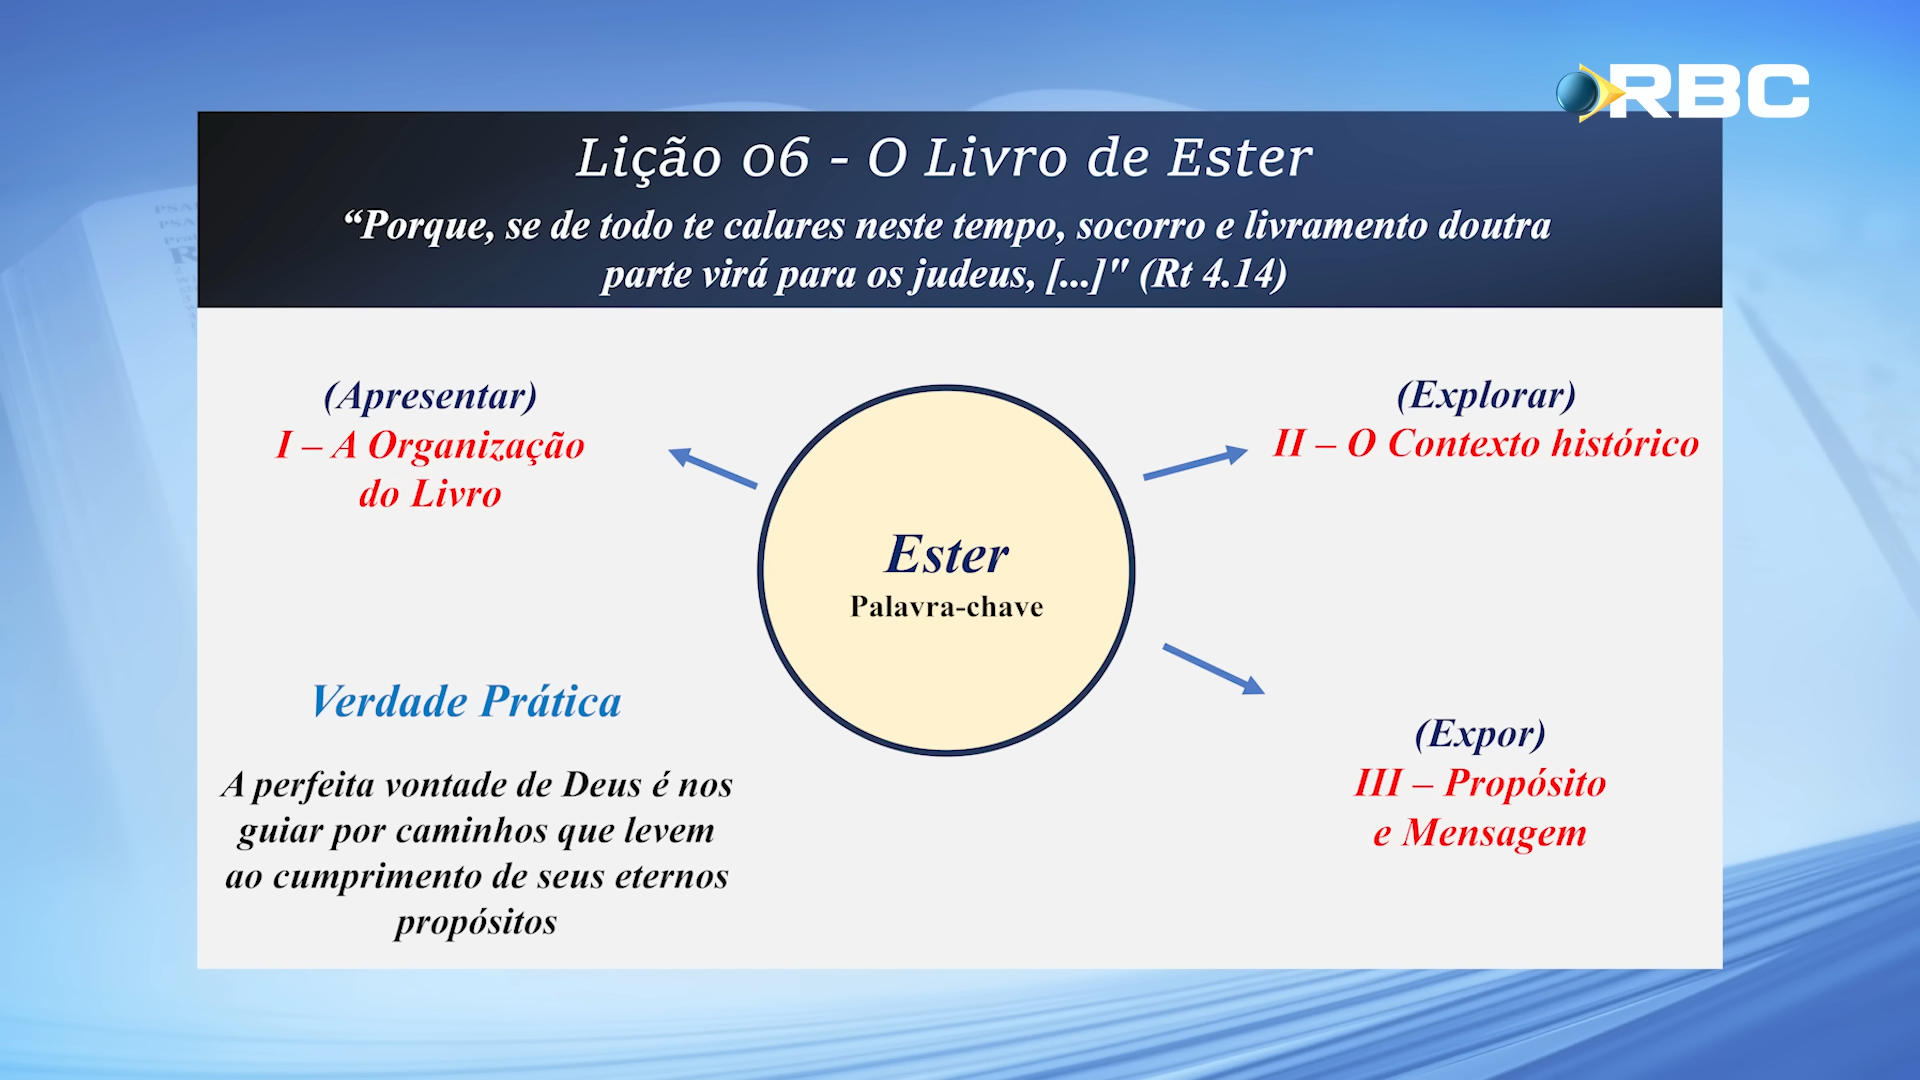 RBC
Lição 06 - O Livro de Ester
“Porque, se de todo te calares neste tempo, socorro e livramento doutra
parte virá para os judeus, [...]" (Rt 4.14)
(Apresentar)
I – A Organização
do Livro
(Explorar)
II – O Contexto histórico
Ester
Palavra-chave
Verdade Prática
A perfeita vontade de Deus é nos
guiar por caminhos que levem
ao cumprimento de seus eternos
propósitos
(Expor)
III – Propósito
e Mensagem